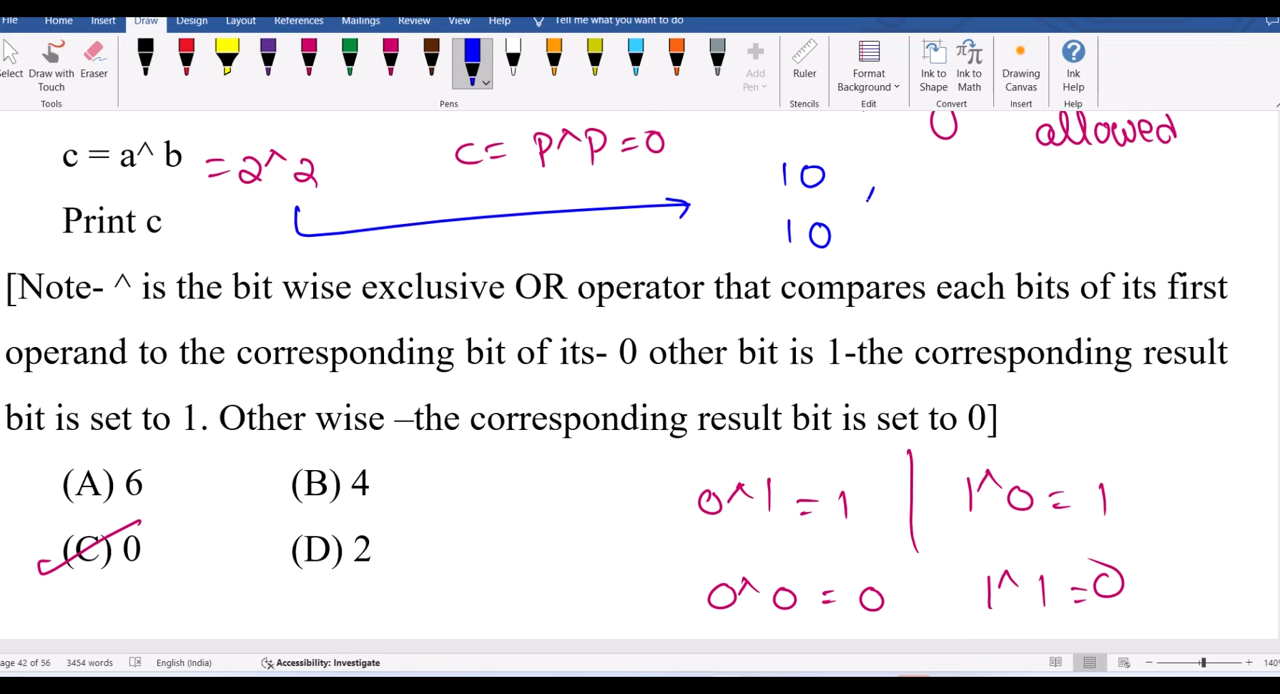 File Home Insert Draw Design Layout References Mailings Review View Help Tell me what you want to do
Select Draw with Touch Eraser Add Pen Ruler Format Background Ink to Shape Ink to Math Drawing Canvas Ink Help
Tools Pens Stencils Edit Convert Insert Help
0 allowed
c = a^ b = 2^2 c = p^p = 0 10
Print c 10
[Note- ^ is the bit wise exclusive OR operator that compares each bits of its first
operand to the corresponding bit of its- 0 other bit is 1-the corresponding result
bit is set to 1. Other wise –the corresponding result bit is set to 0]
(A) 6 (B) 4 0^1 = 1 1^0 = 1
(C) 0 (D) 2
0^0 = 0 1^1 = 0
age 42 of 56 3454 words English (India) Accessibility: Investigate 140%